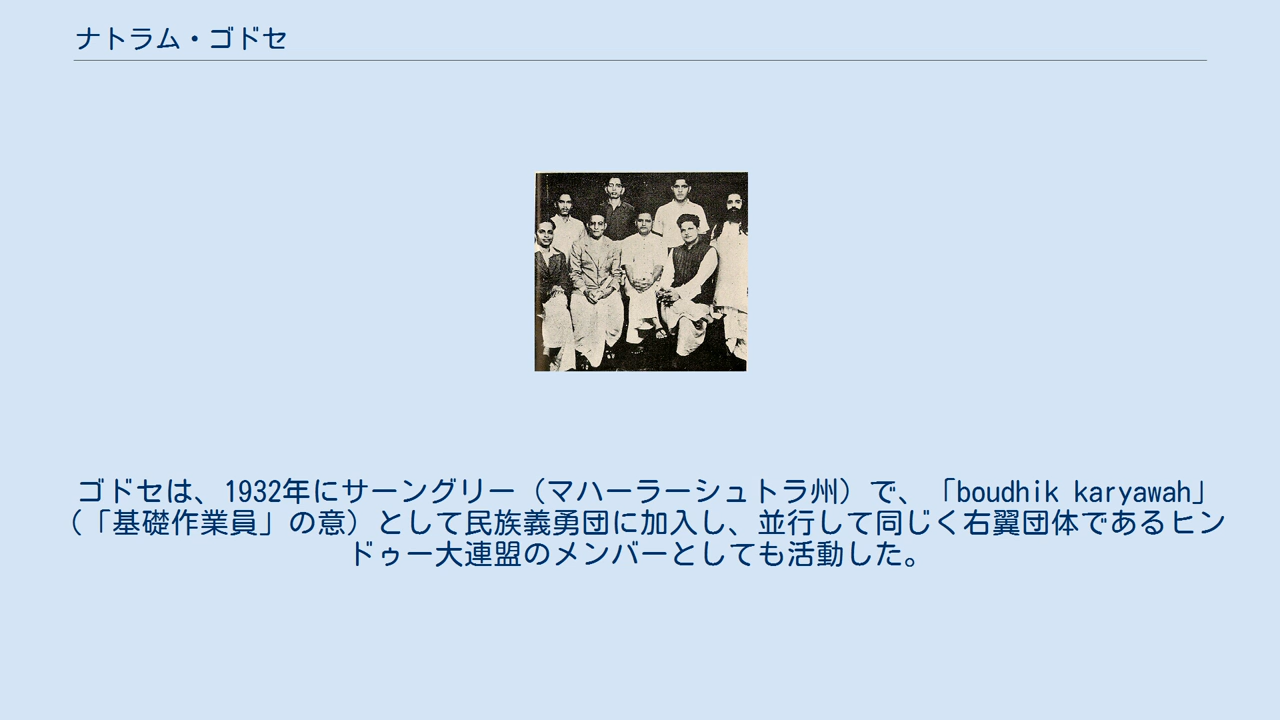 ナトラム・ゴドセ
ゴドセは、1932年にサーングリー（マハーラーシュトラ州）で、「boudhik karyawah」
（「基礎作業員」の意）として民族義勇団に加入し、並行して同じく右翼団体であるヒン
ドゥー大連盟のメンバーとしても活動した。